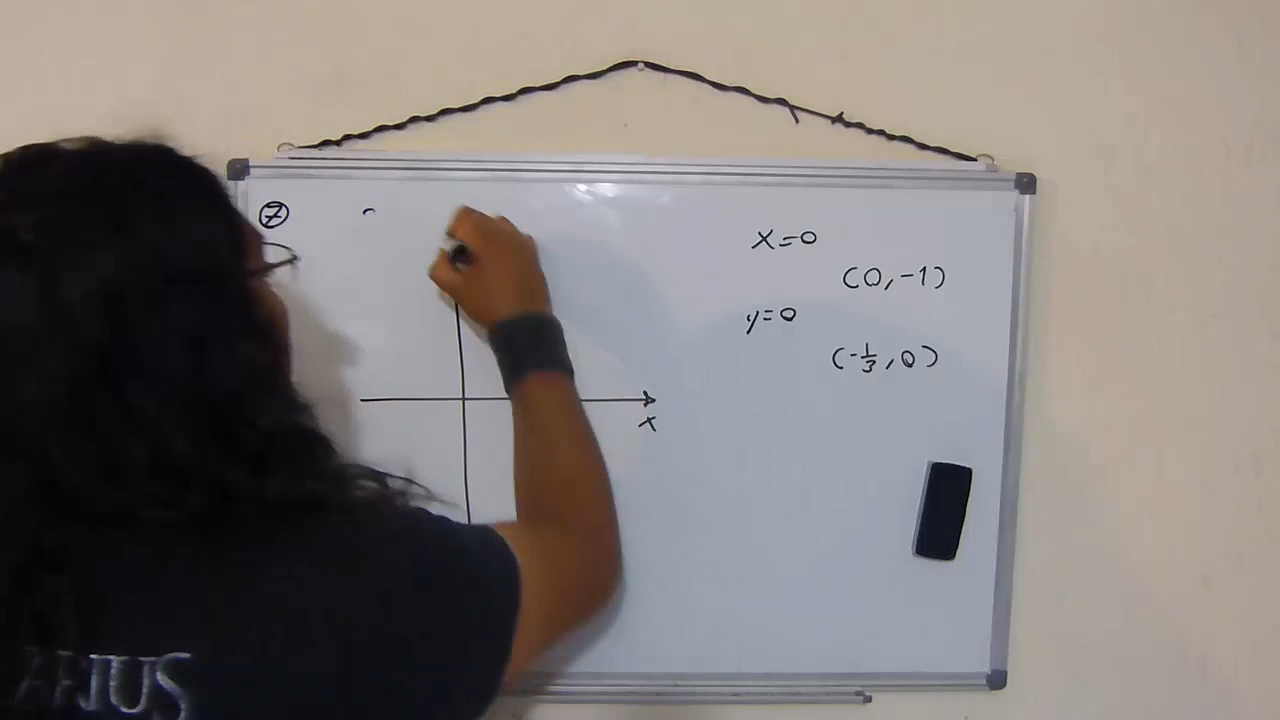 ⑦
x=0
(0,-1)
y=0
(-1/3,0)
x
JUS